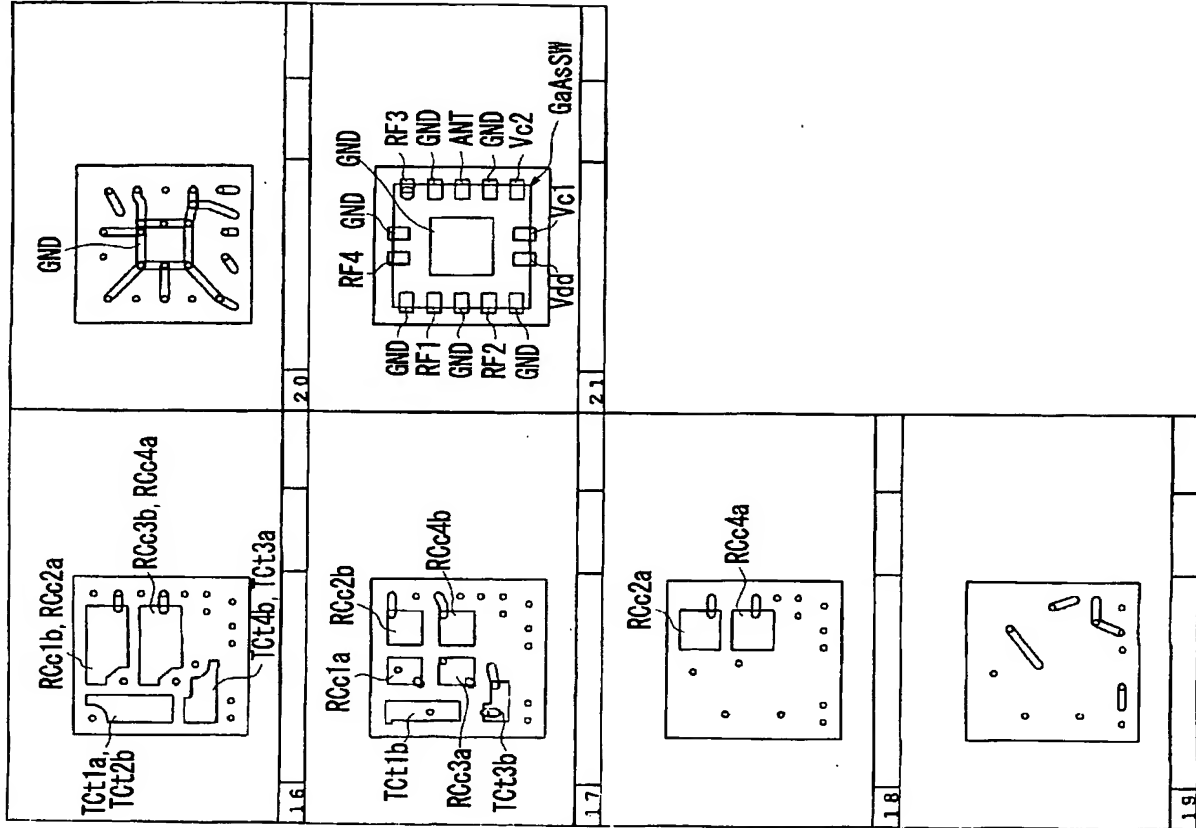 GND
20
GND
GND
RF4
RF3
GND
ANT
GND
Vc2
GaAsSW
GND
RF1
GND
RF2
GND
Vdd
Vc1
21
RCc1b, RCc2a
RCc3b, RCc4a
TCt1a,
TCt2b
TCt4b, TCt3a
16
RCc2b
RCc4b
RCc1a
TCt1b
RCc3a
TCt3b
17
RCc2a
RCc4a
18
19